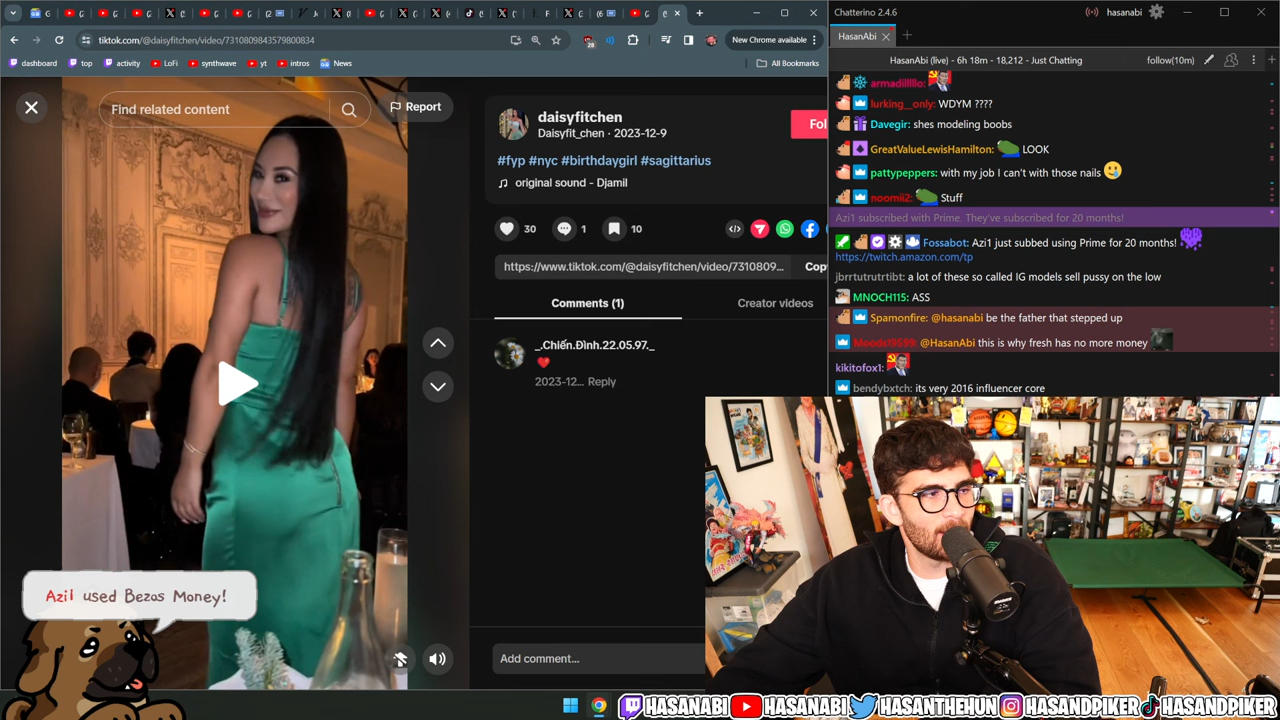 Chatterino 2.4.6
hasanabi
tiktok.com/@daisyfitchen/video/7310809843579800834
28
New Chrome available
HasanAbi
dashboard
top
activity
LoFi
synthwave
yt
intros
News
All Bookmarks
HasanAbi (live) - 6h 18m - 18,212 - Just Chatting
follow(10m)
Find related content
Report
daisyfitchen
Daisyfit_chen · 2023-12-9
Fol
#fyp #nyc #birthdaygirl #sagittarius
original sound - Djamil
30
1
10
https://www.tiktok.com/@daisyfitchen/video/7310809...
Cop
Comments (1)
Creator videos
_.Chiến.Đình.22.05.97._
2023-12...
Reply
Add comment...
armadilllllo:
lurking__only: WDYM ????
Davegir: shes modeling boobs
GreatValueLewisHamilton: LOOK
pattypeppers: with my job I can't with those nails
noomii2: Stuff
Azi1 subscribed with Prime. They've subscribed for 20 months!
Fossabot: Azi1 just subbed using Prime for 20 months!
https://twitch.amazon.com/tp
jbrrtutrutrtibt: a lot of these so called IG models sell pussy on the low
MNOCH115: ASS
Spamonfire: @hasanabi be the father that stepped up
@HasanAbi this is why fresh has no more money
kikitofox1:
bendybxtch: its very 2016 influencer core
Azi1 used Bezos Money!
HASANABI
HASANABI
HASANTHEHUN
HASANDPIKER
HASANDPIKER